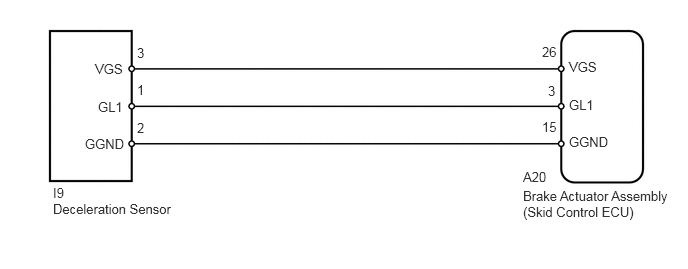 3
26
VGS
VGS
1
3
GL1
GL1
2
15
GGND
GGND
I9
Deceleration Sensor
A20
Brake Actuator Assembly
(Skid Control ECU)